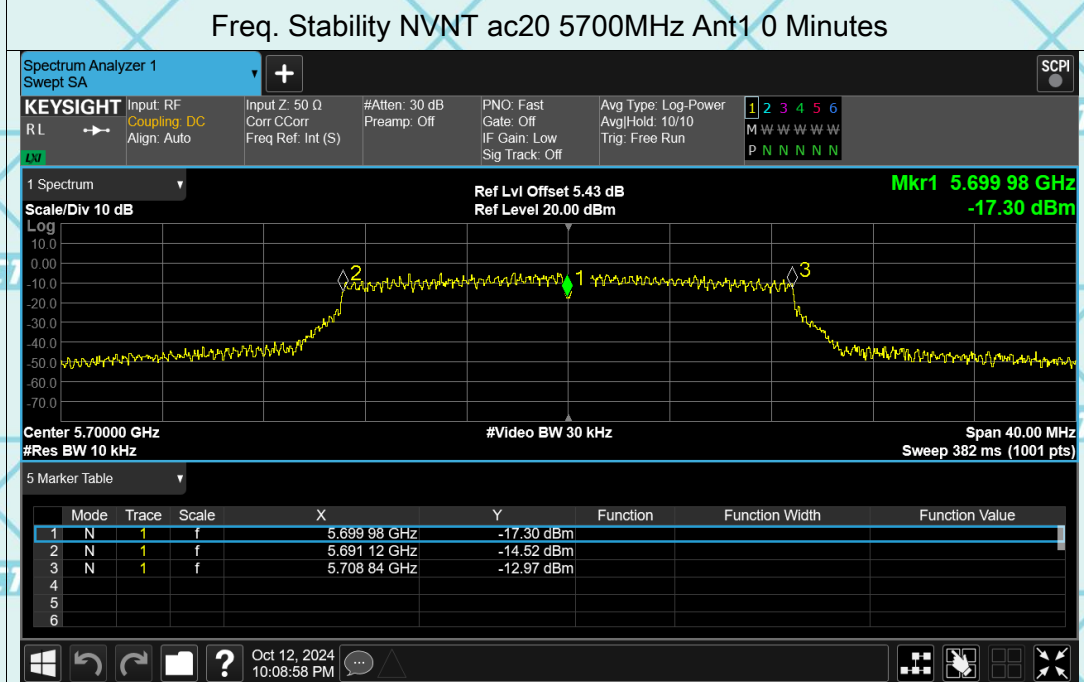 Freq. Stability NVNT ac20 5700MHz Ant1 0 Minutes
Spectrum Analyzer 1
Swept SA
+
SCPI
KEYSIGHT Input: RF Input Z: 50 Ω #Atten: 30 dB PNO: Fast Avg Type: Log-Power 1 2 3 4 5 6
R L Coupling: DC Corr CCorr Preamp: Off Gate: Off Avg|Hold: 10/10 M W W W W W
Align: Auto Freq Ref: Int (S) IF Gain: Low Trig: Free Run P N N N N N
LXI Sig Track: Off
1 Spectrum
Ref Lvl Offset 5.43 dB
Mkr1 5.699 98 GHz
Scale/Div 10 dB
Ref Level 20.00 dBm
-17.30 dBm
Log
10.0
0.00
-10.0
-20.0
-30.0
-40.0
-50.0
-60.0
-70.0
2
1
3
Center 5.70000 GHz #Video BW 30 kHz Span 40.00 MHz
#Res BW 10 kHz Sweep 382 ms (1001 pts)
5 Marker Table
Mode Trace Scale X Y Function Function Width Function Value
1 N 1 f 5.699 98 GHz -17.30 dBm
2 N 1 f 5.691 12 GHz -14.52 dBm
3 N 1 f 5.708 84 GHz -12.97 dBm
4
5
6
?
Oct 12, 2024
10:08:58 PM